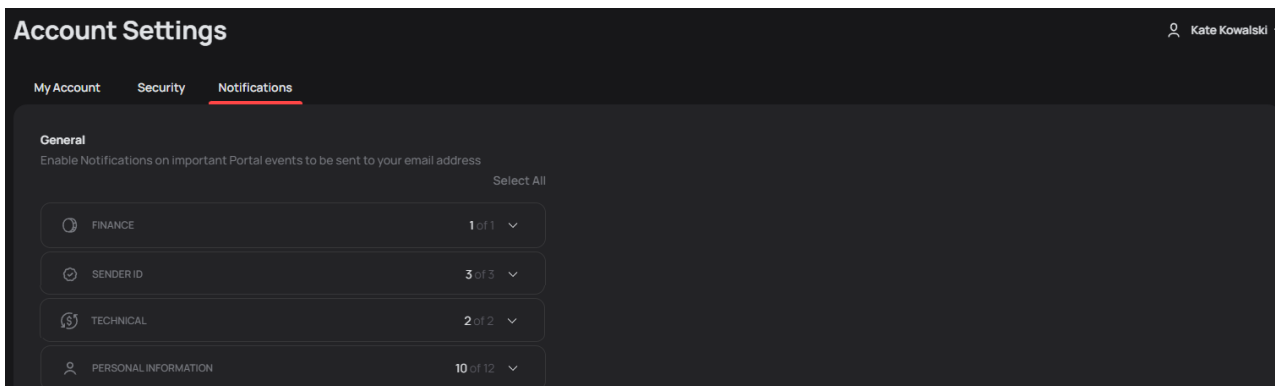 Account Settings
Kate Kowalski
My Account Security Notifications
General
Enable Notifications on important Portal events to be sent to your email address
Select All
FINANCE 1 of 1
SENDER ID 3 of 3
TECHNICAL 2 of 2
PERSONAL INFORMATION 10 of 12